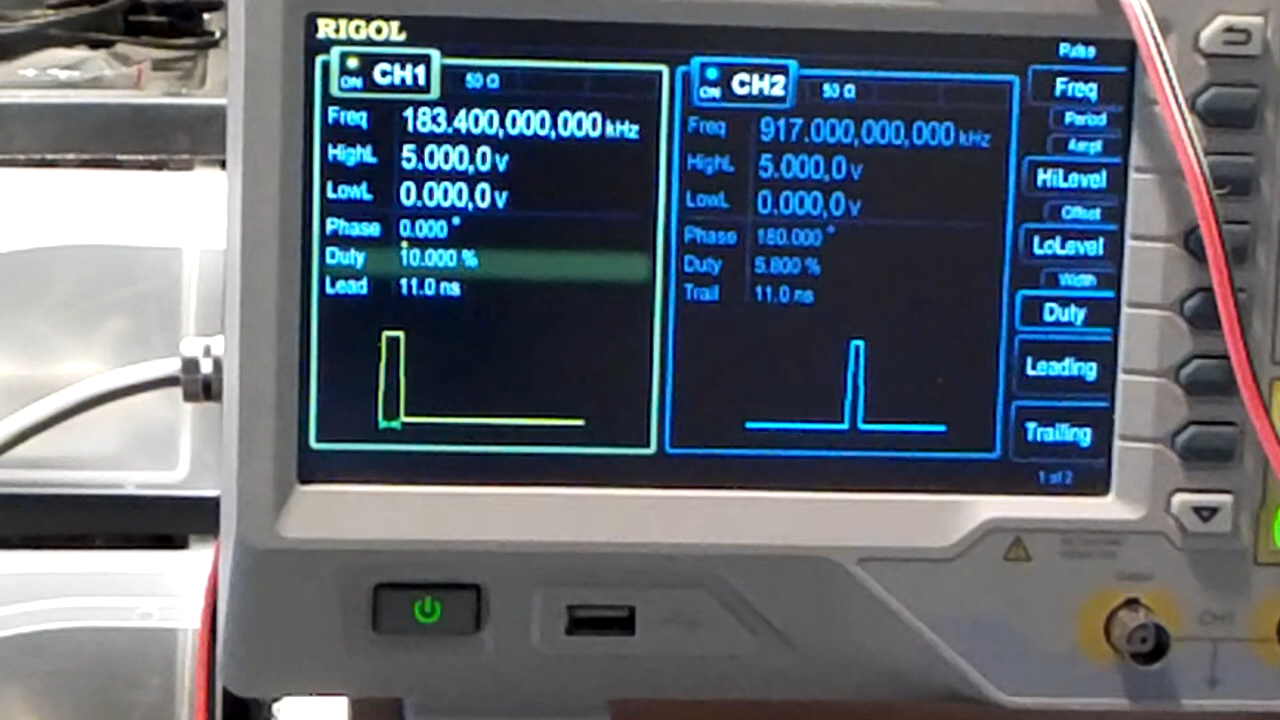 RIGOL
ON CH1 50 Ω
Freq 183.400,000,000 kHz
HighL 5.000,0 v
LowL 0.000,0 v
Phase 0.000 °
Duty 10.000 %
Lead 11.0 ns
ON CH2 50 Ω
Freq 917.000,000,000 kHz
HighL 5.000,0 v
LowL 0.000,0 v
Phase 180.000 °
Duty 5.800 %
Trail 11.0 ns
Pulse
Freq
Period
Ampl
HiLevel
Offset
LoLevel
Width
Duty
Leading
Trailing
1 of 2
CH1